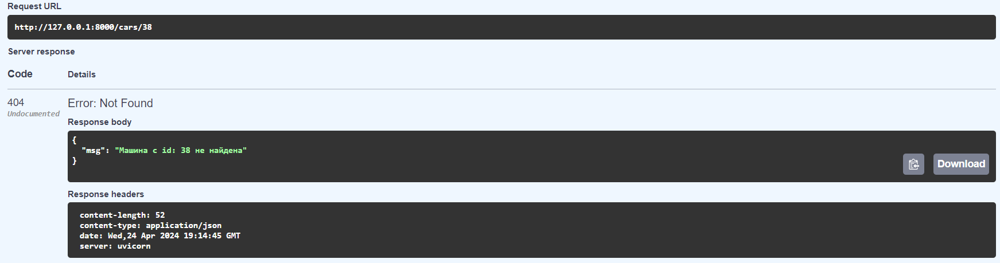 Request URL
http://127.0.0.1:8000/cars/38
Server response
Code Details
404 Error: Not Found
Undocumented
Response body
{
"msg": "Машина с id: 38 не найдена"
}
Download
Response headers
content-length: 52
content-type: application/json
date: Wed,24 Apr 2024 19:14:45 GMT
server: uvicorn